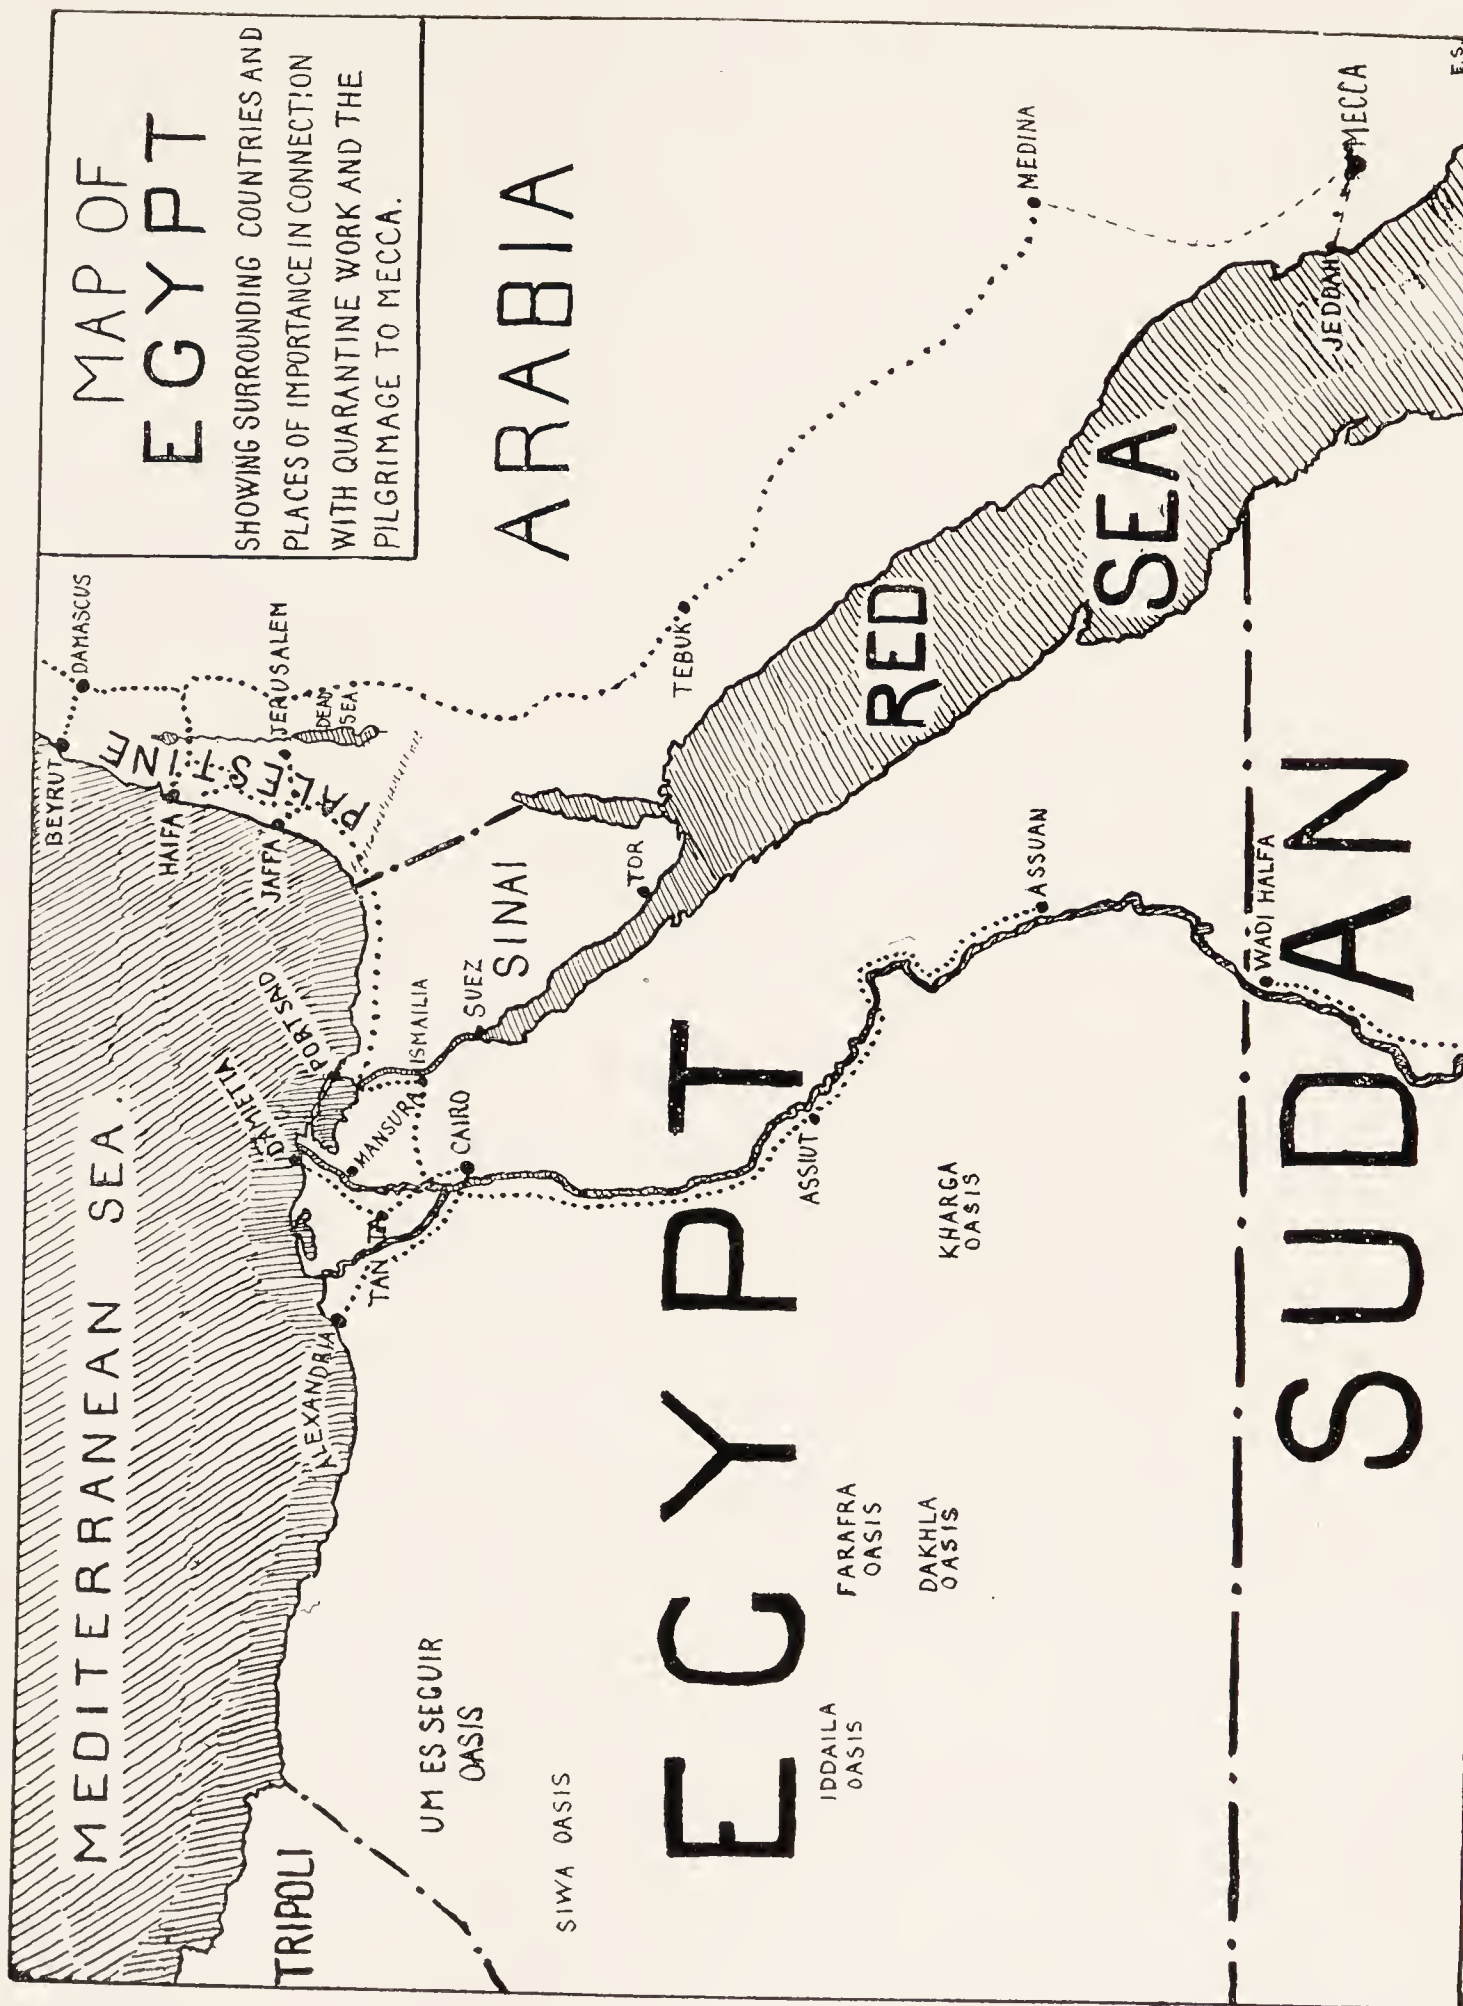 MAP OF
EGYPT
SHOWING SURROUNDING COUNTRIES AND
PLACES OF IMPORTANCE IN CONNECTION
WITH QUARANTINE WORK AND THE
PILGRIMAGE TO MECCA.
MEDITERRANEAN SEA.
BEYRUT
DAMASCUS
PALESTINE
HAIFA
JERUSALEM
JAFFA
DEAD
SEA
ARABIA
TRIPOLI
DAMIETTA
PORT SAID
ALEXANDRIA
MANSURA
TANTA
ISMAILIA
CAIRO
SUEZ
SINAI
TOR
TEBUK
UM ES SEGUIR
OASIS
SIWA OASIS
EGYPT
RED
SEA
MEDINA
ASSIUT
IDDAILA
OASIS
FARAFRA
OASIS
DAKHLA
OASIS
KHARGA
OASIS
ASSUAN
WADI HALFA
JEDDAH
MECCA
SUDAN
E.S.